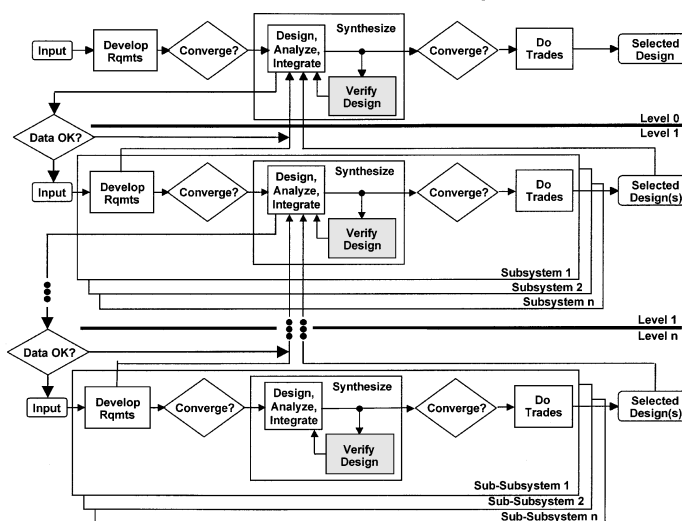 Input
Develop
Rqmts
Converge?
Design,
Analyze,
Integrate
Synthesize
Verify
Design
Converge?
Do
Trades
Selected
Design
Data OK?
Level 0
Level 1
Input
Develop
Rqmts
Converge?
Design,
Analyze,
Integrate
Synthesize
Verify
Design
Converge?
Do
Trades
Selected
Design(s)
Subsystem 1
Subsystem 2
Subsystem n
Level 1
Level n
Data OK?
Input
Develop
Rqmts
Converge?
Design,
Analyze,
Integrate
Synthesize
Verify
Design
Converge?
Do
Trades
Selected
Design(s)
Sub-Subsystem 1
Sub-Subsystem 2
Sub-Subsystem n